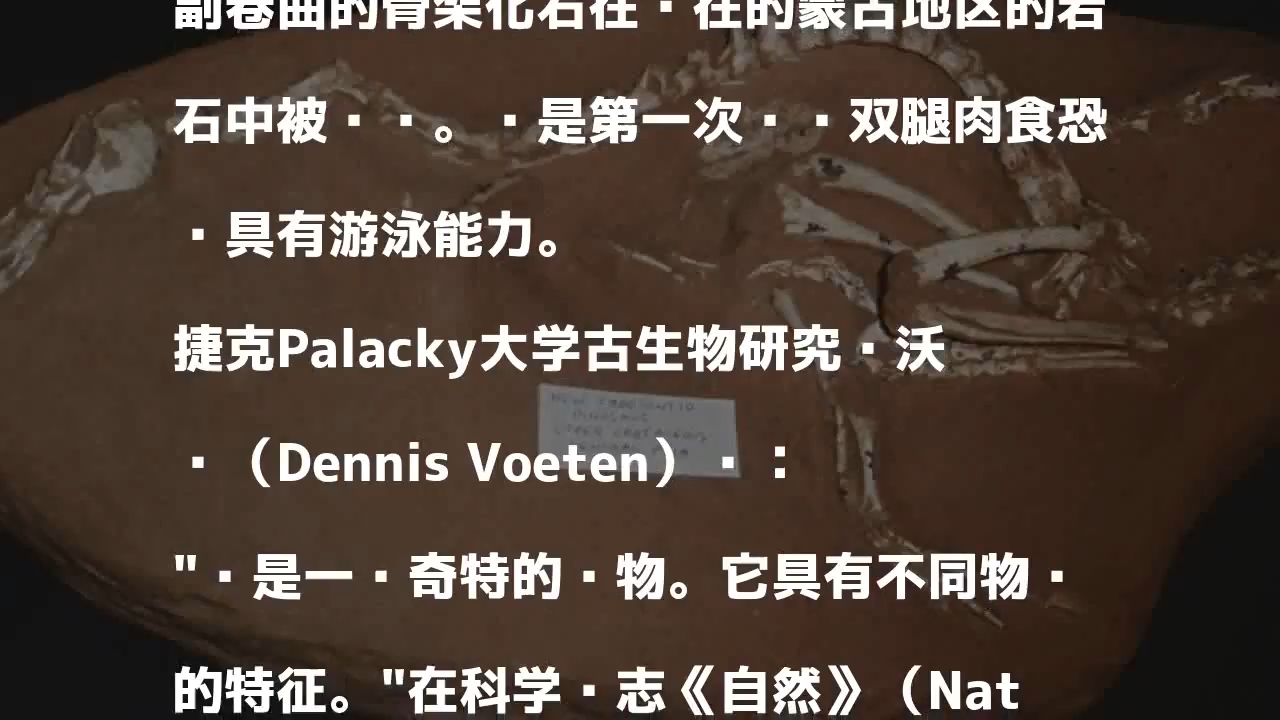 副卷曲的骨架化石在·在的蒙古地区的岩
石中被··。·是第一次··双腿肉食恐
·具有游泳能力。
捷克Palacky大学古生物研究·沃
·（Dennis Voeten）·：
"·是一·奇特的·物。它具有不同物·
的特征。"在科学·志《自然》（Nat